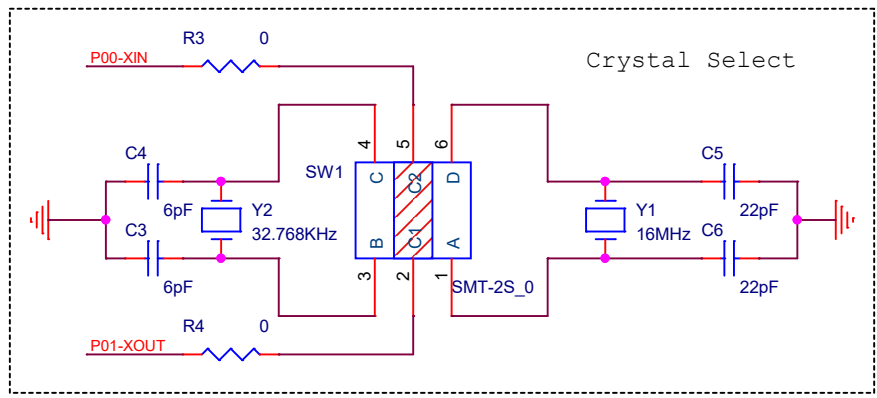 R3 0
P00-XIN
Crystal Select
4 5 6
C4 SW1 C C2 D C5
6pF Y2 Y1 22pF
C3 32.768KHz B C1 A 16MHz C6
6pF 3 2 1 SMT-2S_0 22pF
R4 0
P01-XOUT